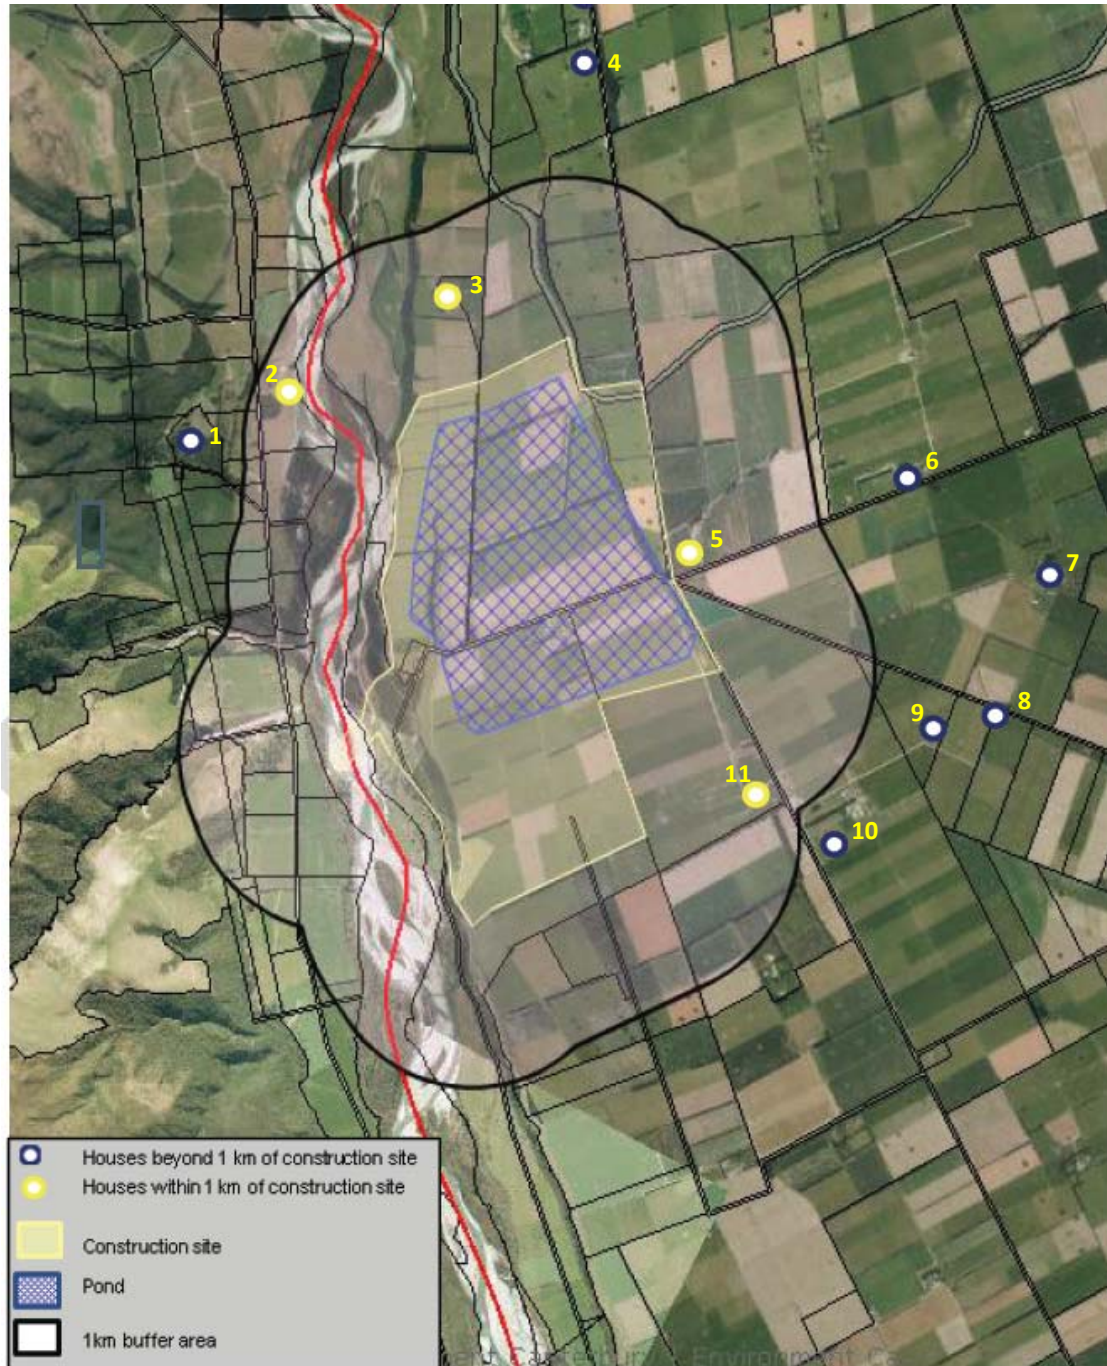 4
3
2
1
6
5
7
8
9
11
10
Houses beyond 1 km of construction site
Houses within 1 km of construction site
Construction site
Pond
1km buffer area